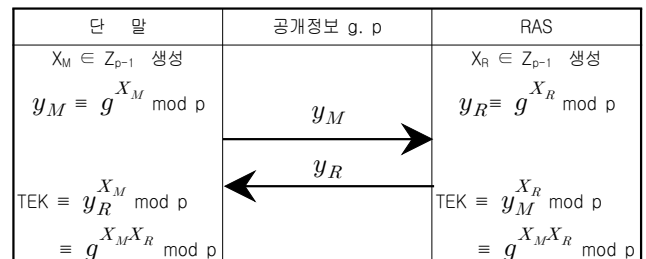 단 말 공개정보 g. p RAS
X_M ∈ Z_{p-1} 생성 X_R ∈ Z_{p-1} 생성
y_M ≡ g^{X_M} mod p y_R ≡ g^{X_R} mod p
y_M
y_R
TEK ≡ y_R^{X_M} mod p TEK ≡ y_M^{X_R} mod p
≡ g^{X_M X_R} mod p ≡ g^{X_M X_R} mod p